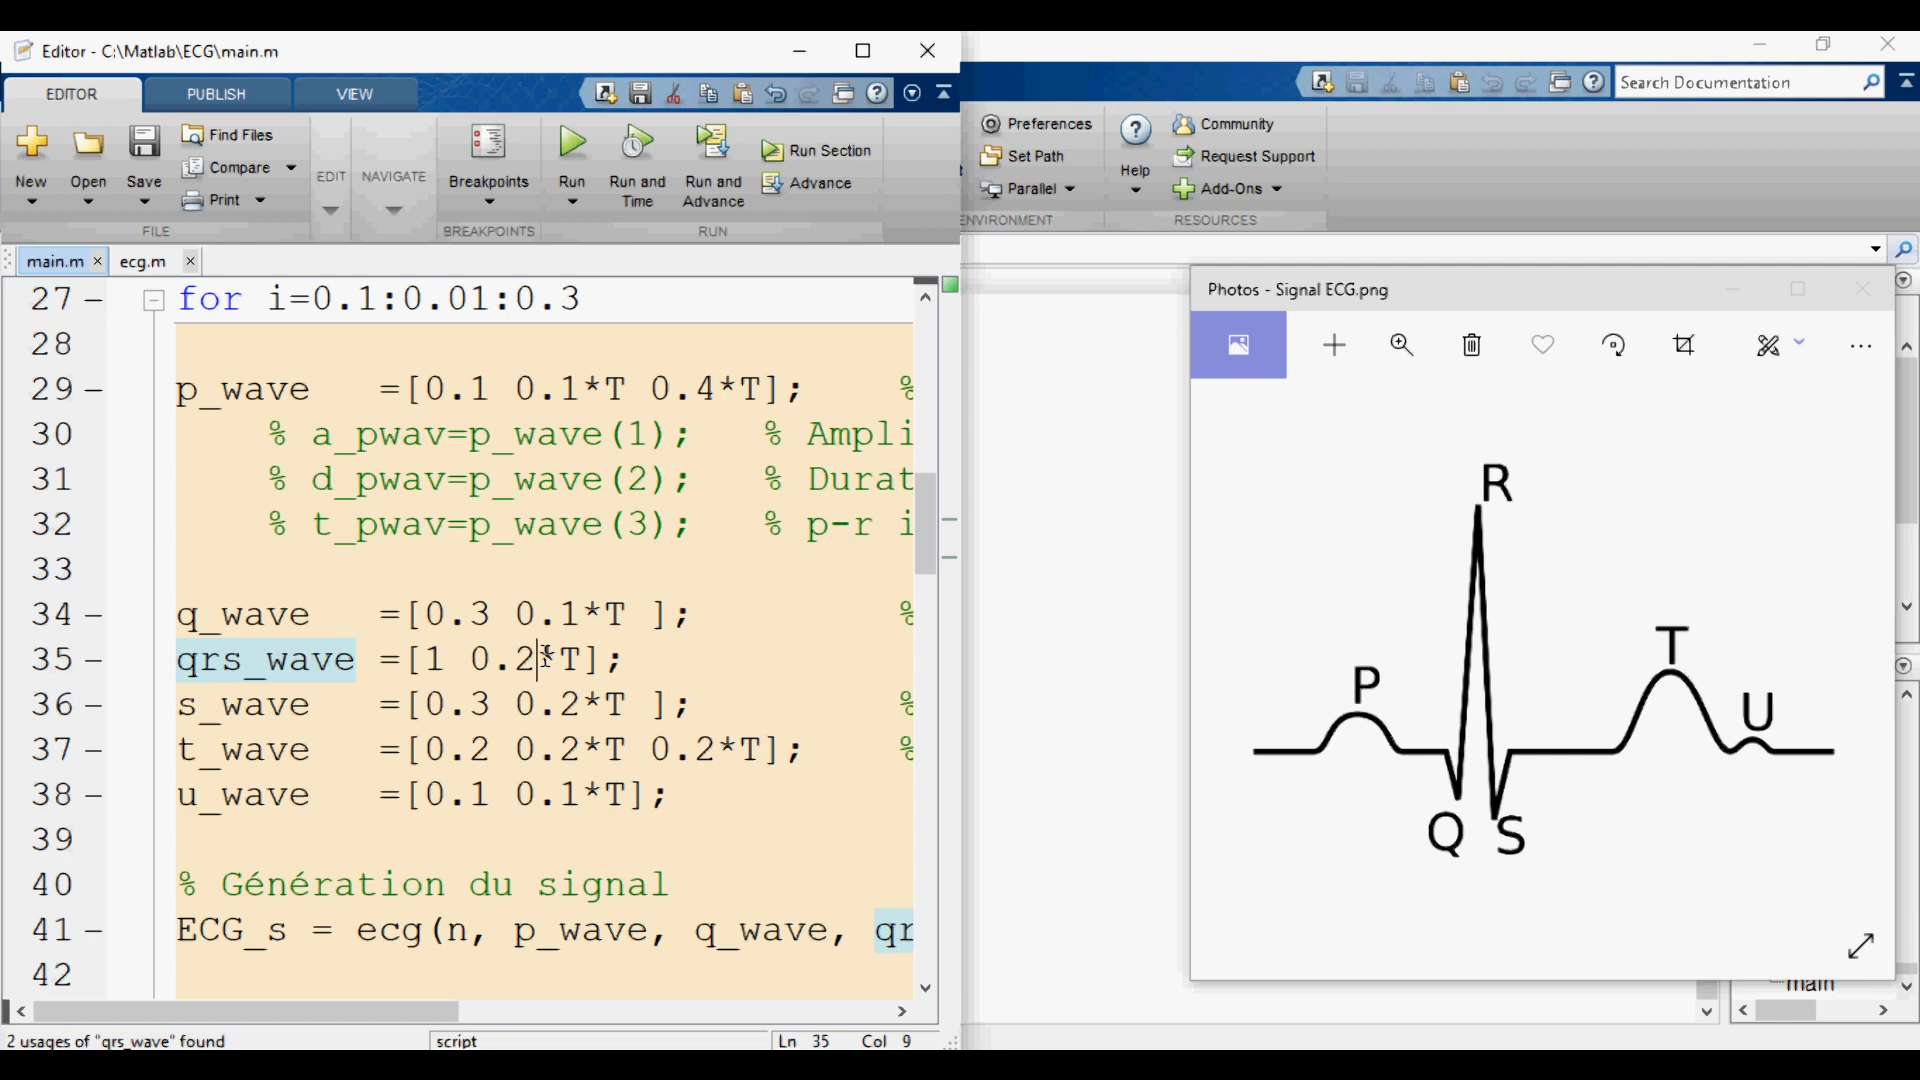 Editor - C:\Matlab\ECG\main.m
EDITOR PUBLISH VIEW
Search Documentation
New Open Save Find Files Compare Print
EDIT NAVIGATE
Breakpoints
Run Run and Time Run and Advance Run Section Advance
FILE BREAKPOINTS RUN
Preferences Set Path Parallel
Help Community Request Support Add-Ons
ENVIRONMENT RESOURCES
main.m ecg.m
27 for i=0.1:0.01:0.3
28
29 p_wave =[0.1 0.1*T 0.4*T]; %
30 % a_pwav=p_wave(1); % Ampli
31 % d_pwav=p_wave(2); % Durat
32 % t_pwav=p_wave(3); % p-r i
33
34 q_wave =[0.3 0.1*T ]; %
35 qrs_wave =[1 0.2*T];
36 s_wave =[0.3 0.2*T ]; %
37 t_wave =[0.2 0.2*T 0.2*T]; %
38 u_wave =[0.1 0.1*T];
39
40 % Génération du signal
41 ECG_s = ecg(n, p_wave, q_wave, qr
42
2 usages of "qrs_wave" found script Ln 35 Col 9
Photos - Signal ECG.png
R
T
P
U
Q
S
main